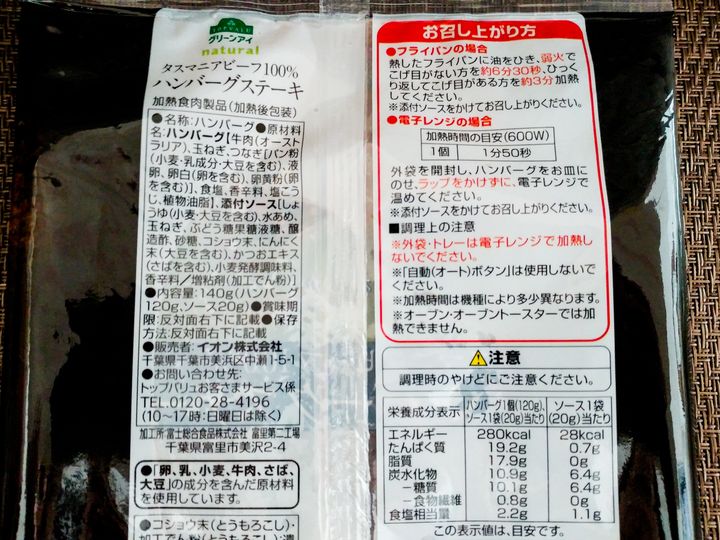 TOPVALU
グリーンアイ
natural
タスマニアビーフ100%
ハンバーグステーキ
加熱食肉製品(加熱後包装)
●名称:ハンバーグ●原材料
名:ハンバーグ[牛肉(オースト
ラリア)、玉ねぎ、つなぎ[パン粉
(小麦・乳成分・大豆を含む)、液
卵、卵白(卵を含む)、卵黄粉(卵
を含む)]、食塩、香辛料、塩こう
じ、植物油脂]、添付ソース[しょ
うゆ(小麦・大豆を含む)、水あめ、
玉ねぎ、ぶどう糖果糖液糖、醸
造酢、砂糖、コショウ末、にんにく
末(大豆を含む)、かつおエキス
(さばを含む)、小麦発酵調味料、
香辛料/増粘剤(加工でん粉)]
●内容量:140g(ハンバーグ
120g、ソース20g)●賞味期
限:反対面右下に記載●保存
方法:反対面右下に記載
●販売者:イオン株式会社
千葉県千葉市美浜区中瀬1-5-1
●お問い合わせ先:
トップバリュお客さまサービス係
TEL.0120-28-4196
(10～17時:日曜日は除く)
加工所:富士総合食品株式会社 富里第二工場
千葉県富里市美沢2-4
●「卵、乳、小麦、牛肉、さば、
大豆」の成分を含んだ原材料
を使用しています。
●コショウ末(とうもろこし)・
加工でん粉(とうもろこし):遺
お召し上がり方
●フライパンの場合
熱したフライパンに油をひき、弱火で
こげ目がない方を約6分30秒、ひっく
り返してこげ目がある方を約3分加熱
してください。
※添付ソースをかけてお召し上がりください。
●電子レンジの場合
加熱時間の目安(600W)
1個 1分50秒
外袋を開封し、ハンバーグをお皿に
のせ、ラップをかけずに、電子レンジで
温めてください。
※添付ソースをかけてお召し上がりください。
■調理上の注意
※外袋・トレーは電子レンジで加熱し
ないでください。
※「自動(オート)ボタン」は使用しないで
ください。
※加熱時間は機種により多少異なります。
※オーブン・オーブントースターでは加
熱できません。
注意
調理時のやけどにご注意ください。
栄養成分表示 ハンバーグ1個(120g)、ソース1袋(20g)当たり ソース1袋(20g)当たり
エネルギー 280kcal 28kcal
たんぱく質 19.2g 0.7g
脂質 17.9g 0g
炭水化物 10.9g 6.4g
－糖質 10.1g 6.4g
－食物繊維 0.8g 0g
食塩相当量 2.2g 1.1g
この表示値は、目安です。